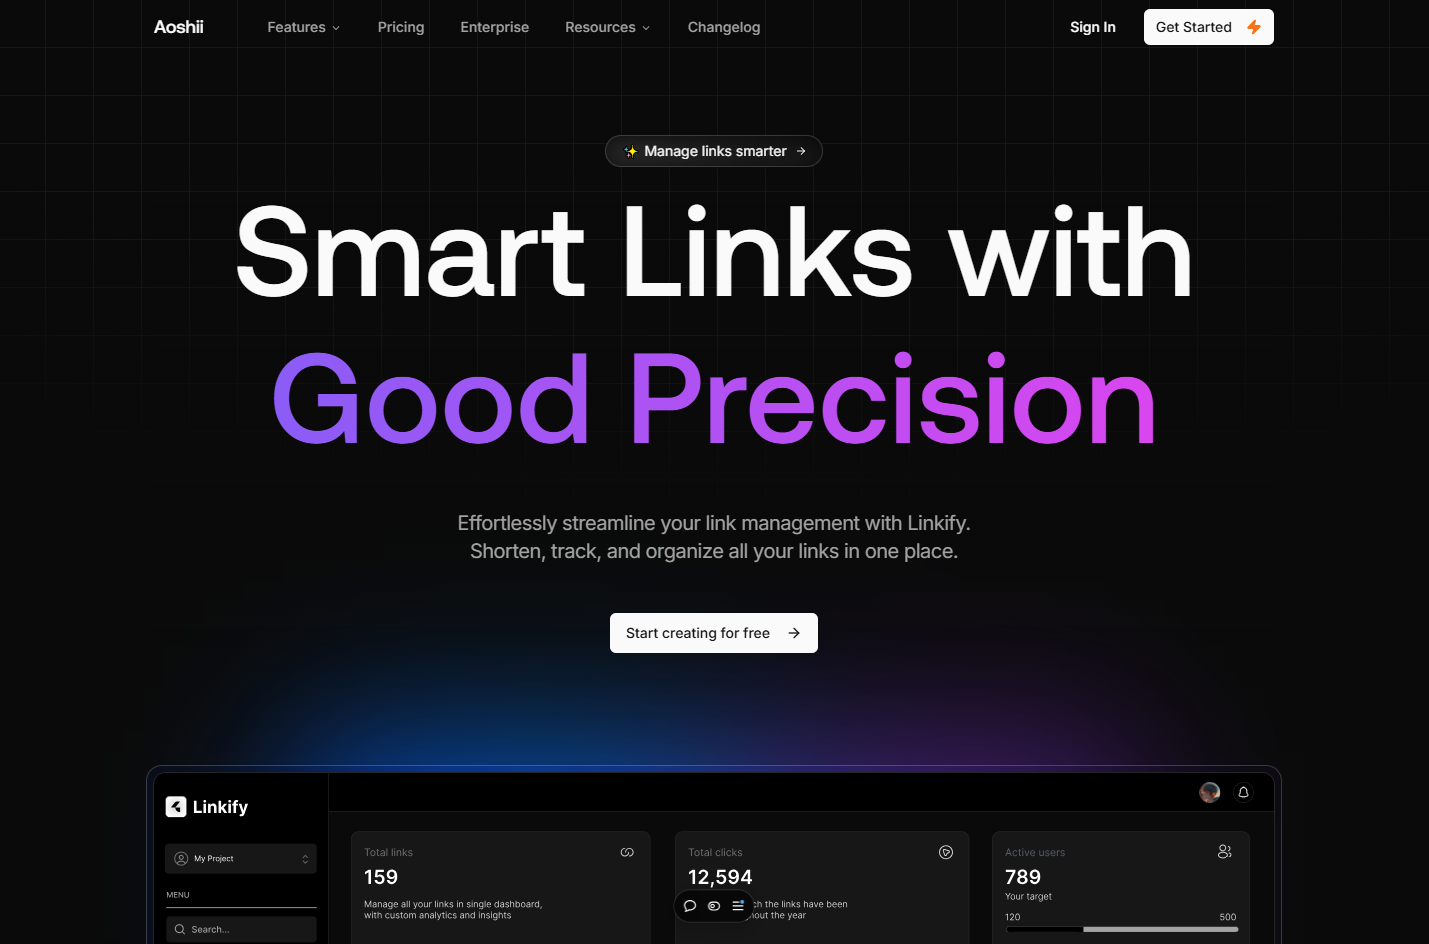 Aoshii
Features
Pricing
Enterprise
Resources
Changelog
Sign In
Get Started
Manage links smarter
Smart Links with
Good Precision
Effortlessly streamline your link management with Linkify.
Shorten, track, and organize all your links in one place.
Start creating for free
Linkify
My Project
MENU
Search...
Total links
159
Manage all your links in single dashboard,
with custom analytics and insights
Total clicks
12,594
the links have been
the year
Active users
789
Your target
120
500